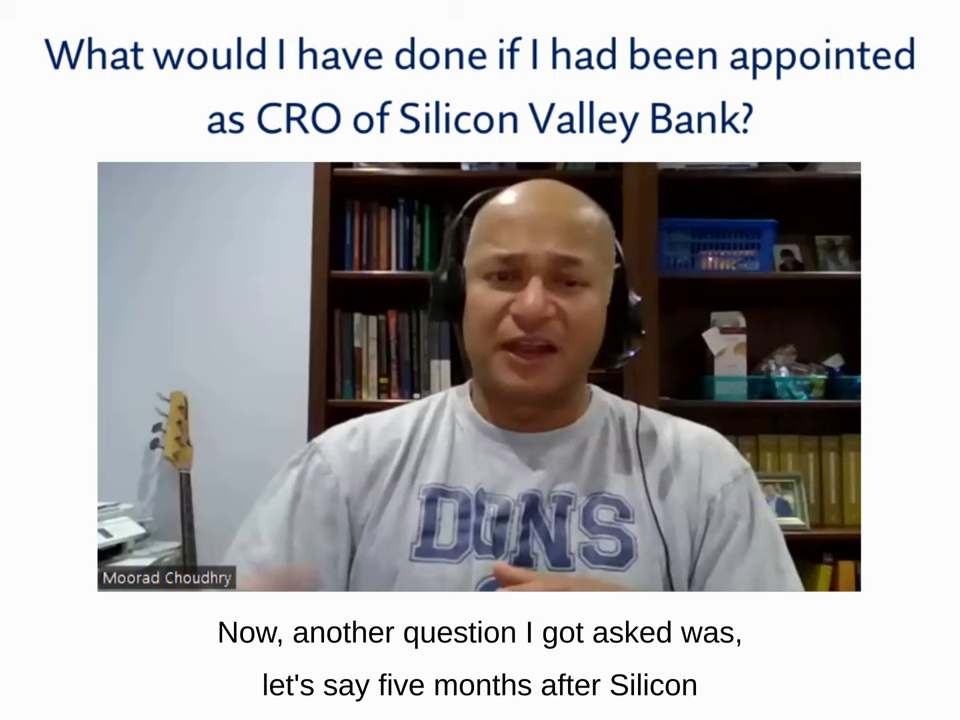 What would I have done if I had been appointed
as CRO of Silicon Valley Bank?
DONS
Moorad Choudhry
Now, another question I got asked was,
let's say five months after Silicon